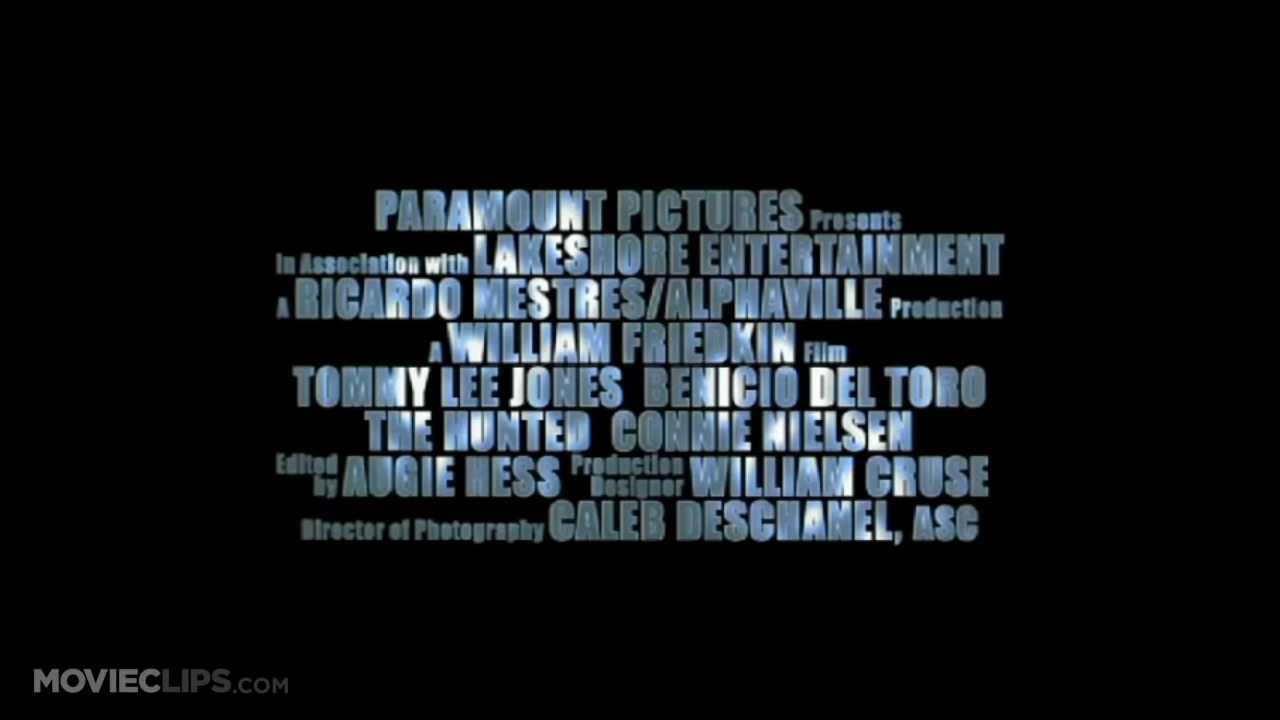 PARAMOUNT PICTURES Presents
In Association with LAKESHORE ENTERTAINMENT
A RICARDO MESTRES/ALPHAVILLE Production
A WILLIAM FRIEDKIN Film
TOMMY LEE JONES BENICIO DEL TORO
THE HUNTED CONNIE NIELSEN
Edited by AUGIE HESS Production Designer WILLIAM CRUSE
Director of Photography CALEB DESCHANEL, ASC
MOVIECLIPS.COM